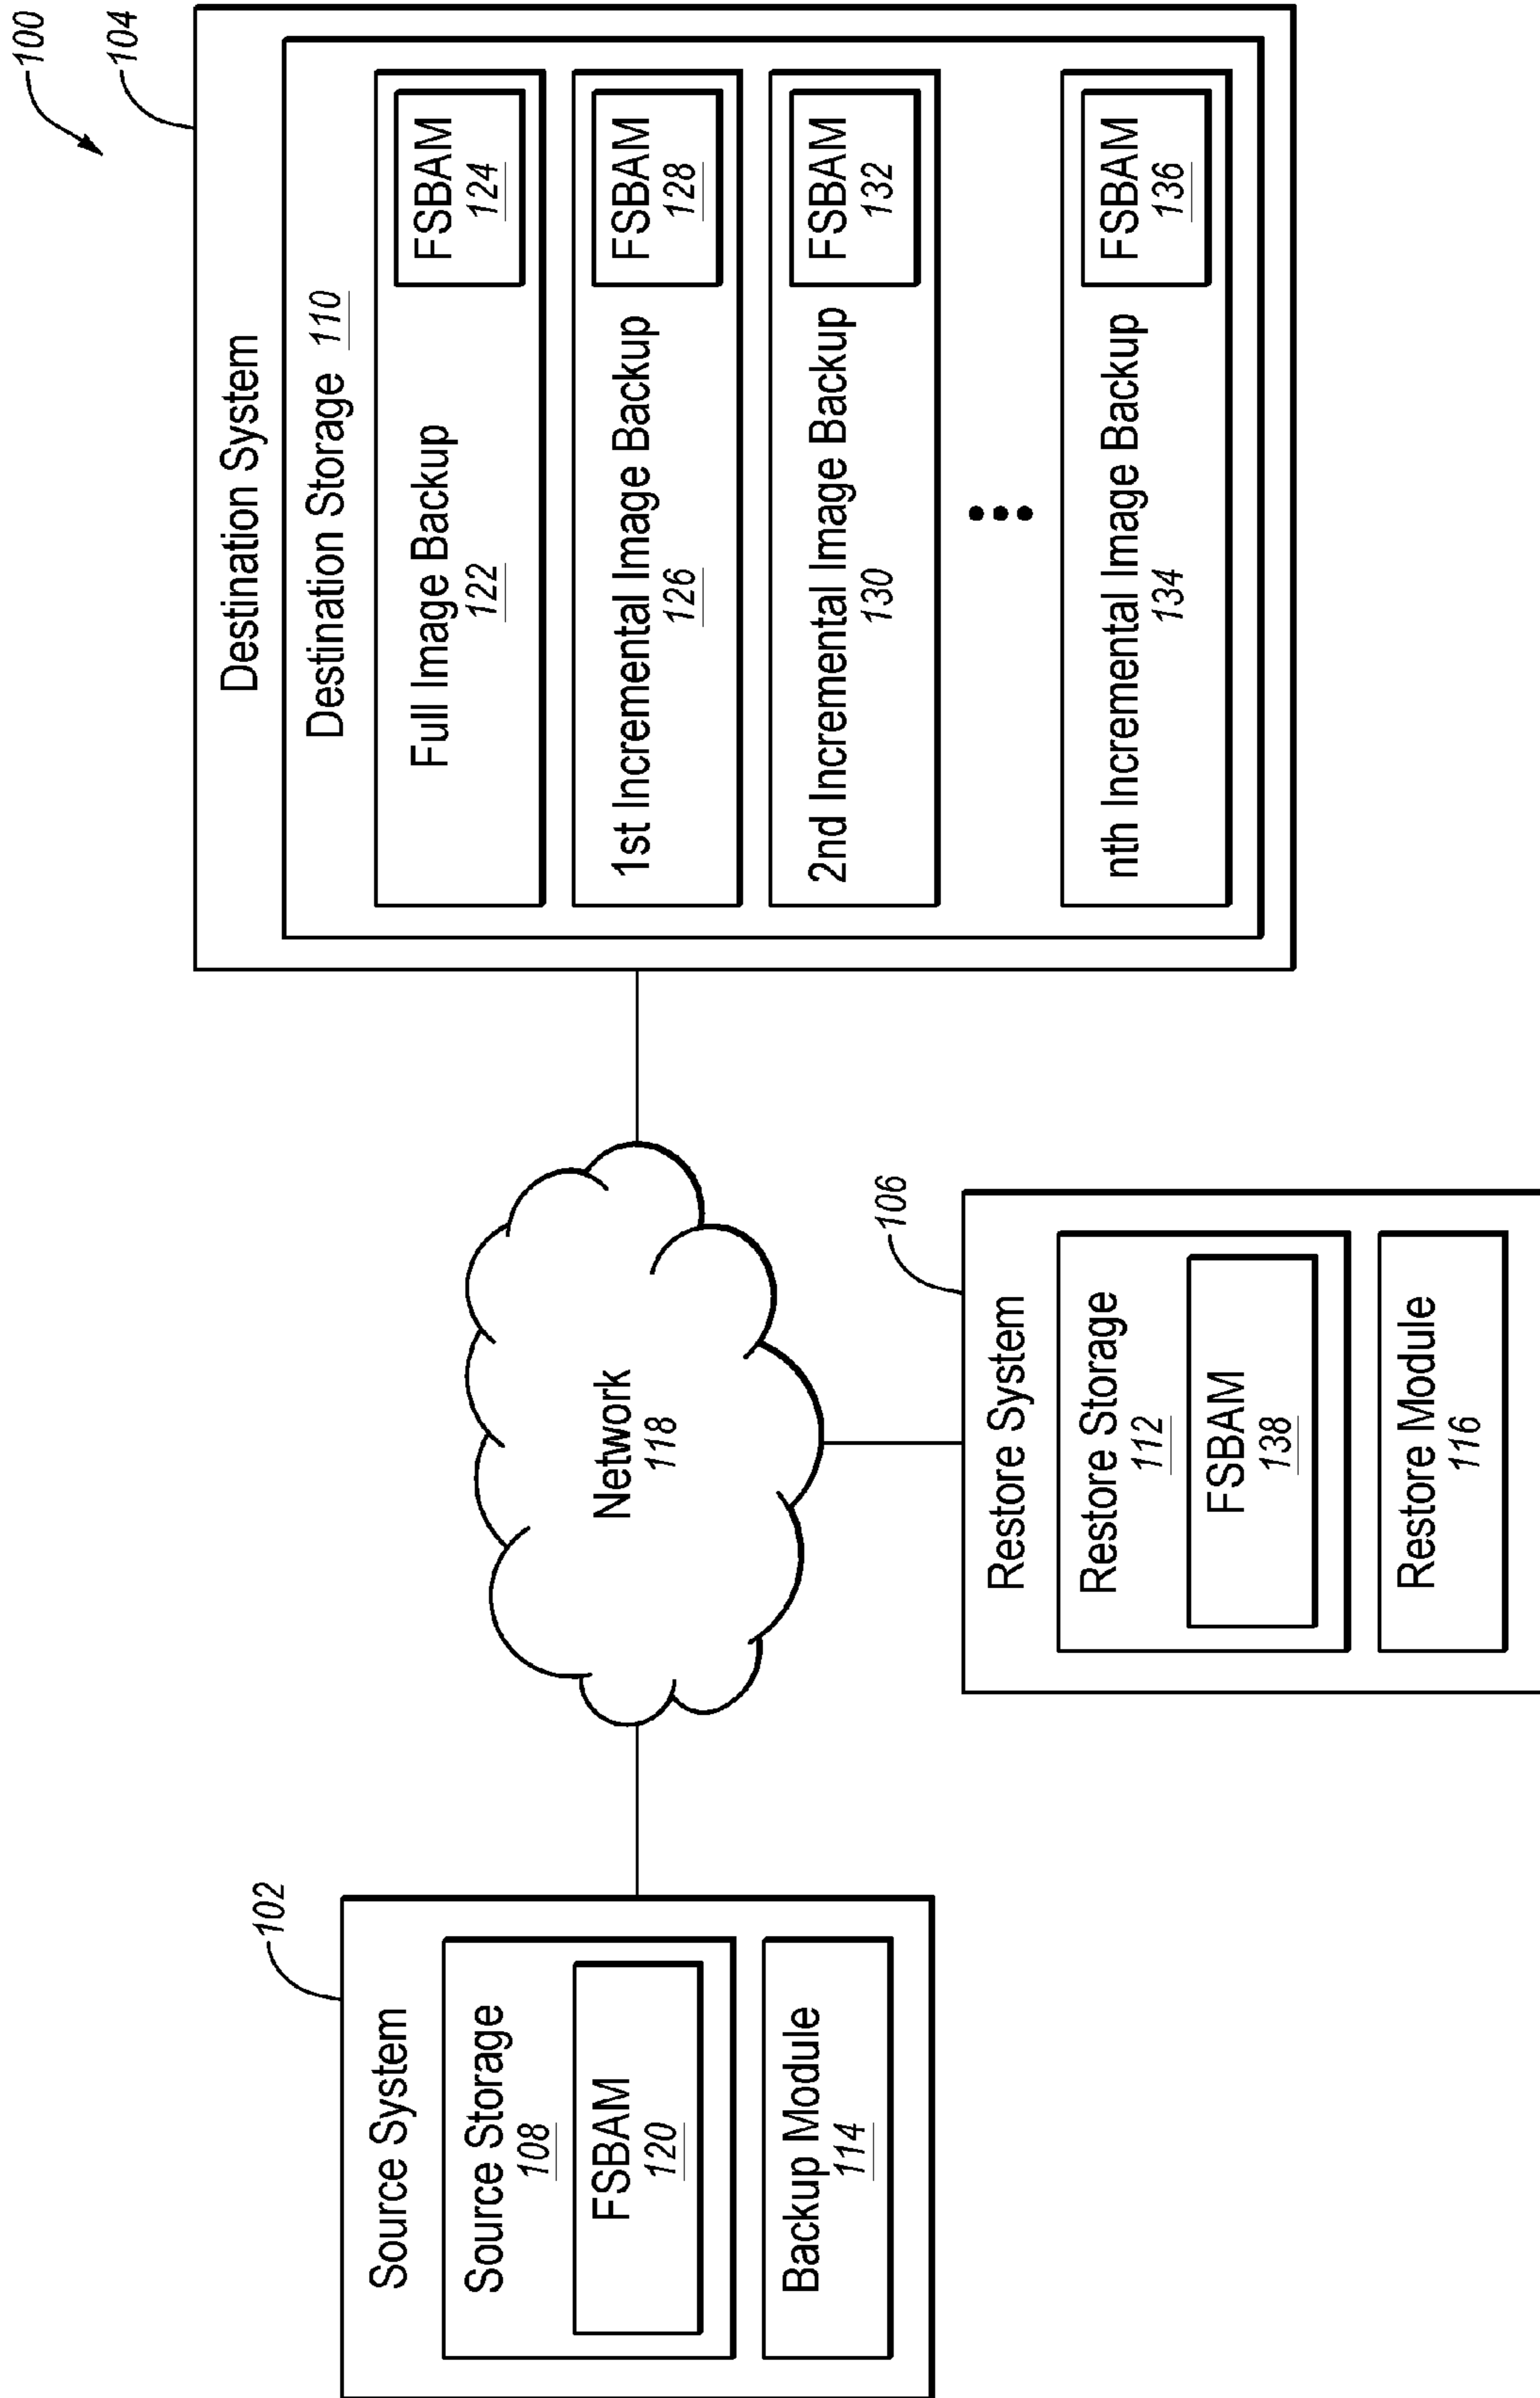 100
104
Destination System
Destination Storage 110
Full Image Backup
122
FSBAM
124
1st Incremental Image Backup
126
FSBAM
128
2nd Incremental Image Backup
130
FSBAM
132
nth Incremental Image Backup
134
FSBAM
136
102
Source System
Source Storage
108
FSBAM
120
Backup Module
114
Network
118
106
Restore System
Restore Storage
112
FSBAM
138
Restore Module
116